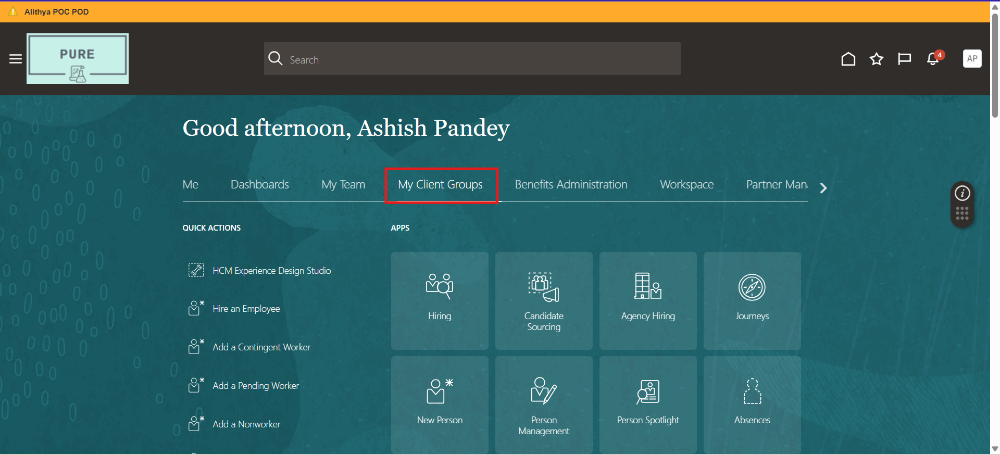 Alithya POC POD
PURE
Search
4
AP
Good afternoon, Ashish Pandey
Me
Dashboards
My Team
My Client Groups
Benefits Administration
Workspace
Partner Man
QUICK ACTIONS
APPS
HCM Experience Design Studio
Hire an Employee
Add a Contingent Worker
Add a Pending Worker
Add a Nonworker
Hiring
Candidate
Sourcing
Agency Hiring
Journeys
New Person
Person
Management
Person Spotlight
Absences